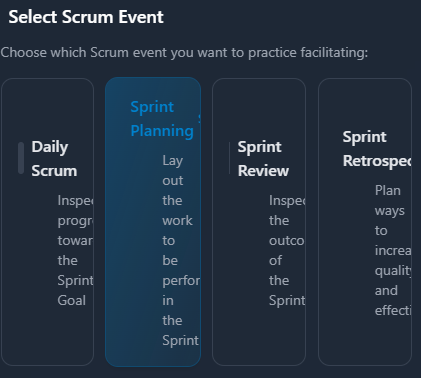 Select Scrum Event
Choose which Scrum event you want to practice facilitating:
Daily
Scrum
Inspec
progr
towar
the
Sprint
Goal
Sprint
Planning
Lay
out
the
work
to
be
perfor
in
the
Sprint
Sprint
Review
Inspec
the
outco
of
the
Sprint
Sprint
Retrospec
Plan
ways
to
increa
quality
and
effecti